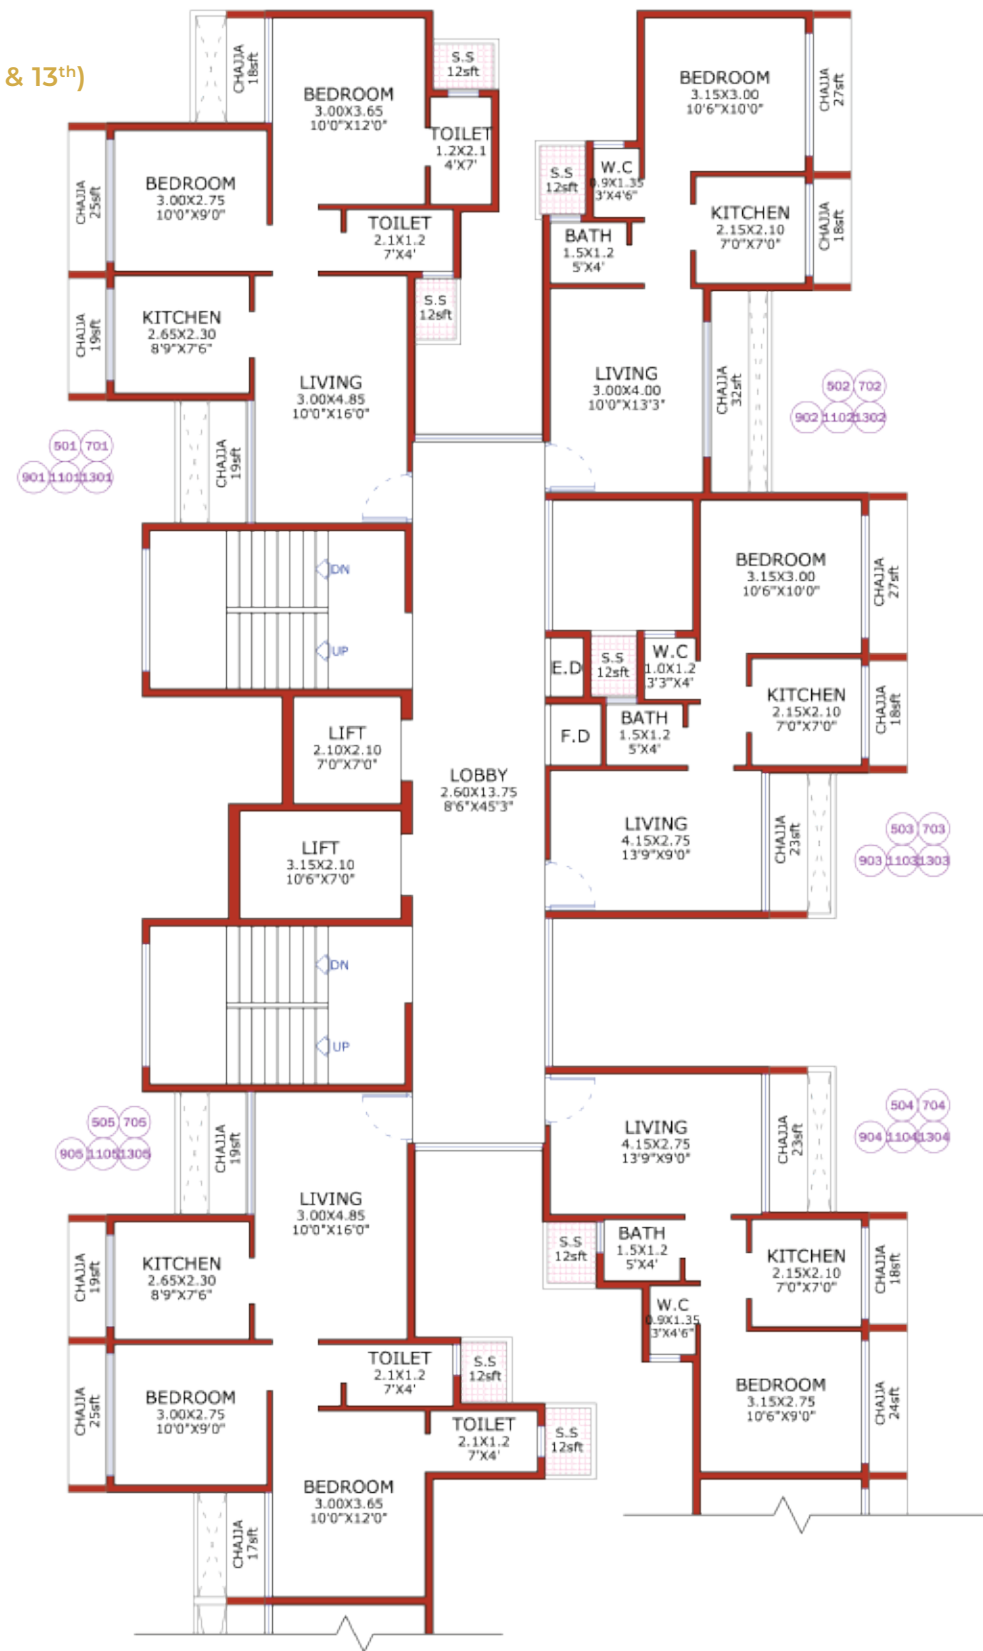 & 13th)
CHAJJA
18sft
BEDROOM
3.00X3.65
10'0"X12'0"
S.S
12sft
TOILET
1.2X2.1
4'X7'
BEDROOM
3.15X3.00
10'6"X10'0"
CHAJJA
27sft
CHAJJA
25sft
BEDROOM
3.00X2.75
10'0"X9'0"
S.S
12sft
W.C
0.9X1.35
3'X4'6"
TOILET
2.1X1.2
7'X4'
BATH
1.5X1.2
5'X4'
KITCHEN
2.15X2.10
7'0"X7'0"
CHAJJA
18sft
S.S
12sft
CHAJJA
19sft
KITCHEN
2.65X2.30
8'9"X7'6"
LIVING
3.00X4.85
10'0"X16'0"
LIVING
3.00X4.00
10'0"X13'3"
CHAJJA
32sft
502 702
902 1102 1302
501 701
901 1101 1301
CHAJJA
19sft
DN
UP
BEDROOM
3.15X3.00
10'6"X10'0"
CHAJJA
27sft
E.D
S.S
12sft
W.C
1.0X1.2
3'3"X4'
KITCHEN
2.15X2.10
7'0"X7'0"
CHAJJA
18sft
F.D
BATH
1.5X1.2
5'X4'
LIFT
2.10X2.10
7'0"X7'0"
LOBBY
2.60X13.75
8'6"X45'3"
LIFT
3.15X2.10
10'6"X7'0"
LIVING
4.15X2.75
13'9"X9'0"
CHAJJA
23sft
503 703
903 1103 1303
DN
UP
505 705
905 1105 1305
CHAJJA
19sft
LIVING
4.15X2.75
13'9"X9'0"
CHAJJA
23sft
504 704
904 1104 1304
LIVING
3.00X4.85
10'0"X16'0"
CHAJJA
19sft
KITCHEN
2.65X2.30
8'9"X7'6"
S.S
12sft
BATH
1.5X1.2
5'X4'
KITCHEN
2.15X2.10
7'0"X7'0"
CHAJJA
18sft
W.C
0.9X1.35
3'X4'6"
CHAJJA
25sft
BEDROOM
3.00X2.75
10'0"X9'0"
TOILET
2.1X1.2
7'X4'
S.S
12sft
BEDROOM
3.15X2.75
10'6"X9'0"
CHAJJA
24sft
TOILET
2.1X1.2
7'X4'
S.S
12sft
BEDROOM
3.00X3.65
10'0"X12'0"
CHAJJA
17sft